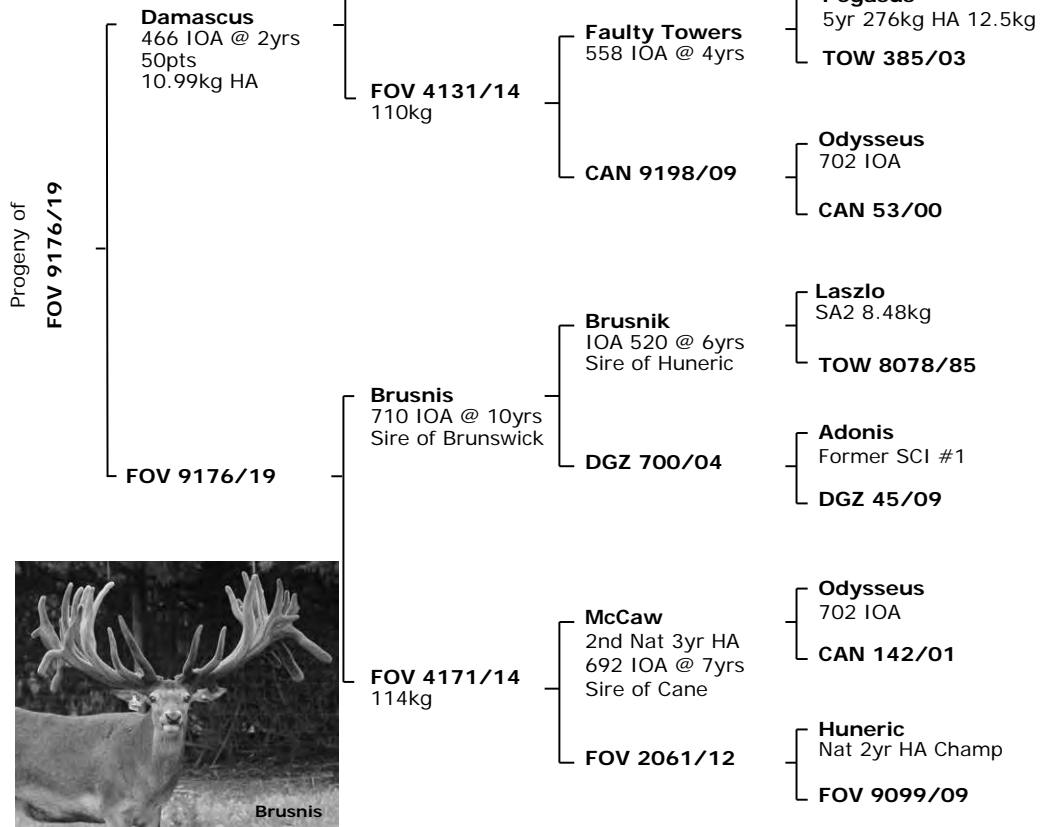 Progeny of
FOV 9176/19
Damascus
466 IOA @ 2yrs
50pts
10.99kg HA
FOV 9176/19
FOV 4131/14
110kg
Brusnis
710 IOA @ 10yrs
Sire of Brunswick
FOV 4171/14
114kg
Faulty Towers
558 IOA @ 4yrs
CAN 9198/09
Brusnik
IOA 520 @ 6yrs
Sire of Huneric
DGZ 700/04
McCaw
2nd Nat 3yr HA
692 IOA @ 7yrs
Sire of Cane
FOV 2061/12
5yr 276kg HA 12.5kg
TOW 385/03
Odysseus
702 IOA
CAN 53/00
Laszlo
SA2 8.48kg
TOW 8078/85
Adonis
Former SCI #1
DGZ 45/09
Odysseus
702 IOA
CAN 142/01
Huneric
Nat 2yr HA Champ
FOV 9099/09
Brusnis